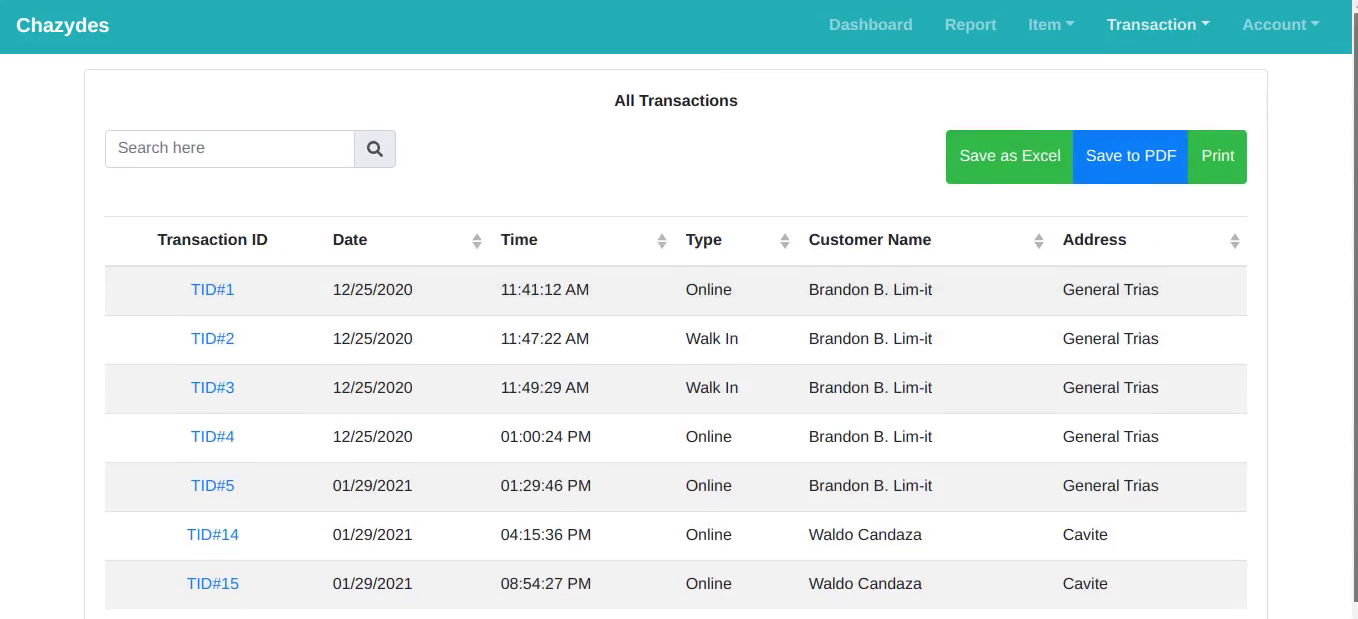 Chazydes Dashboard Report Item Transaction Account
All Transactions
Search here Save as Excel Save to PDF Print
Transaction ID Date Time Type Customer Name Address
TID#1 12/25/2020 11:41:12 AM Online Brandon B. Lim-it General Trias
TID#2 12/25/2020 11:47:22 AM Walk In Brandon B. Lim-it General Trias
TID#3 12/25/2020 11:49:29 AM Walk In Brandon B. Lim-it General Trias
TID#4 12/25/2020 01:00:24 PM Online Brandon B. Lim-it General Trias
TID#5 01/29/2021 01:29:46 PM Online Brandon B. Lim-it General Trias
TID#14 01/29/2021 04:15:36 PM Online Waldo Candaza Cavite
TID#15 01/29/2021 08:54:27 PM Online Waldo Candaza Cavite